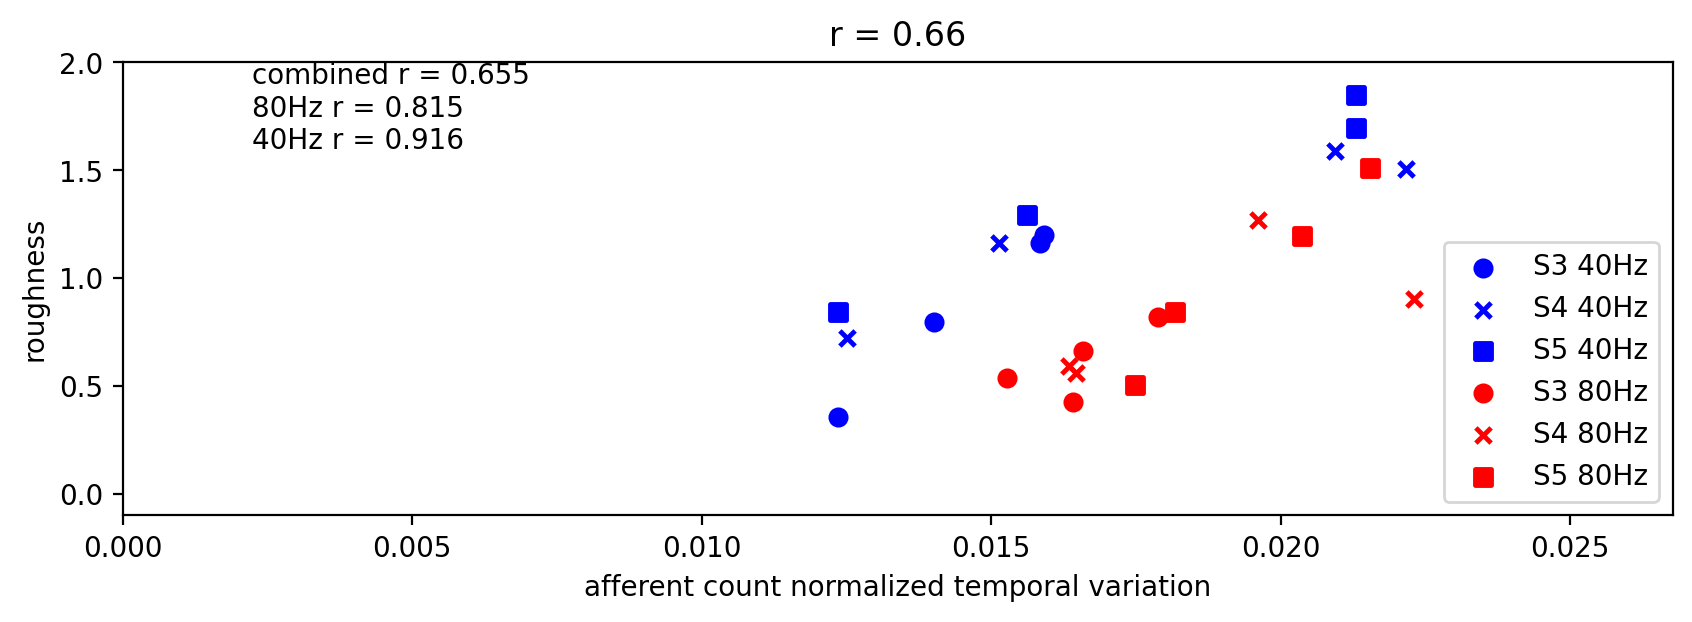 r = 0.66
combined r = 0.655
80Hz r = 0.815
40Hz r = 0.916
2.0
1.5
1.0
0.5
0.0
roughness
S3 40Hz
S4 40Hz
S5 40Hz
S3 80Hz
S4 80Hz
S5 80Hz
0.000 0.005 0.010 0.015 0.020 0.025
afferent count normalized temporal variation